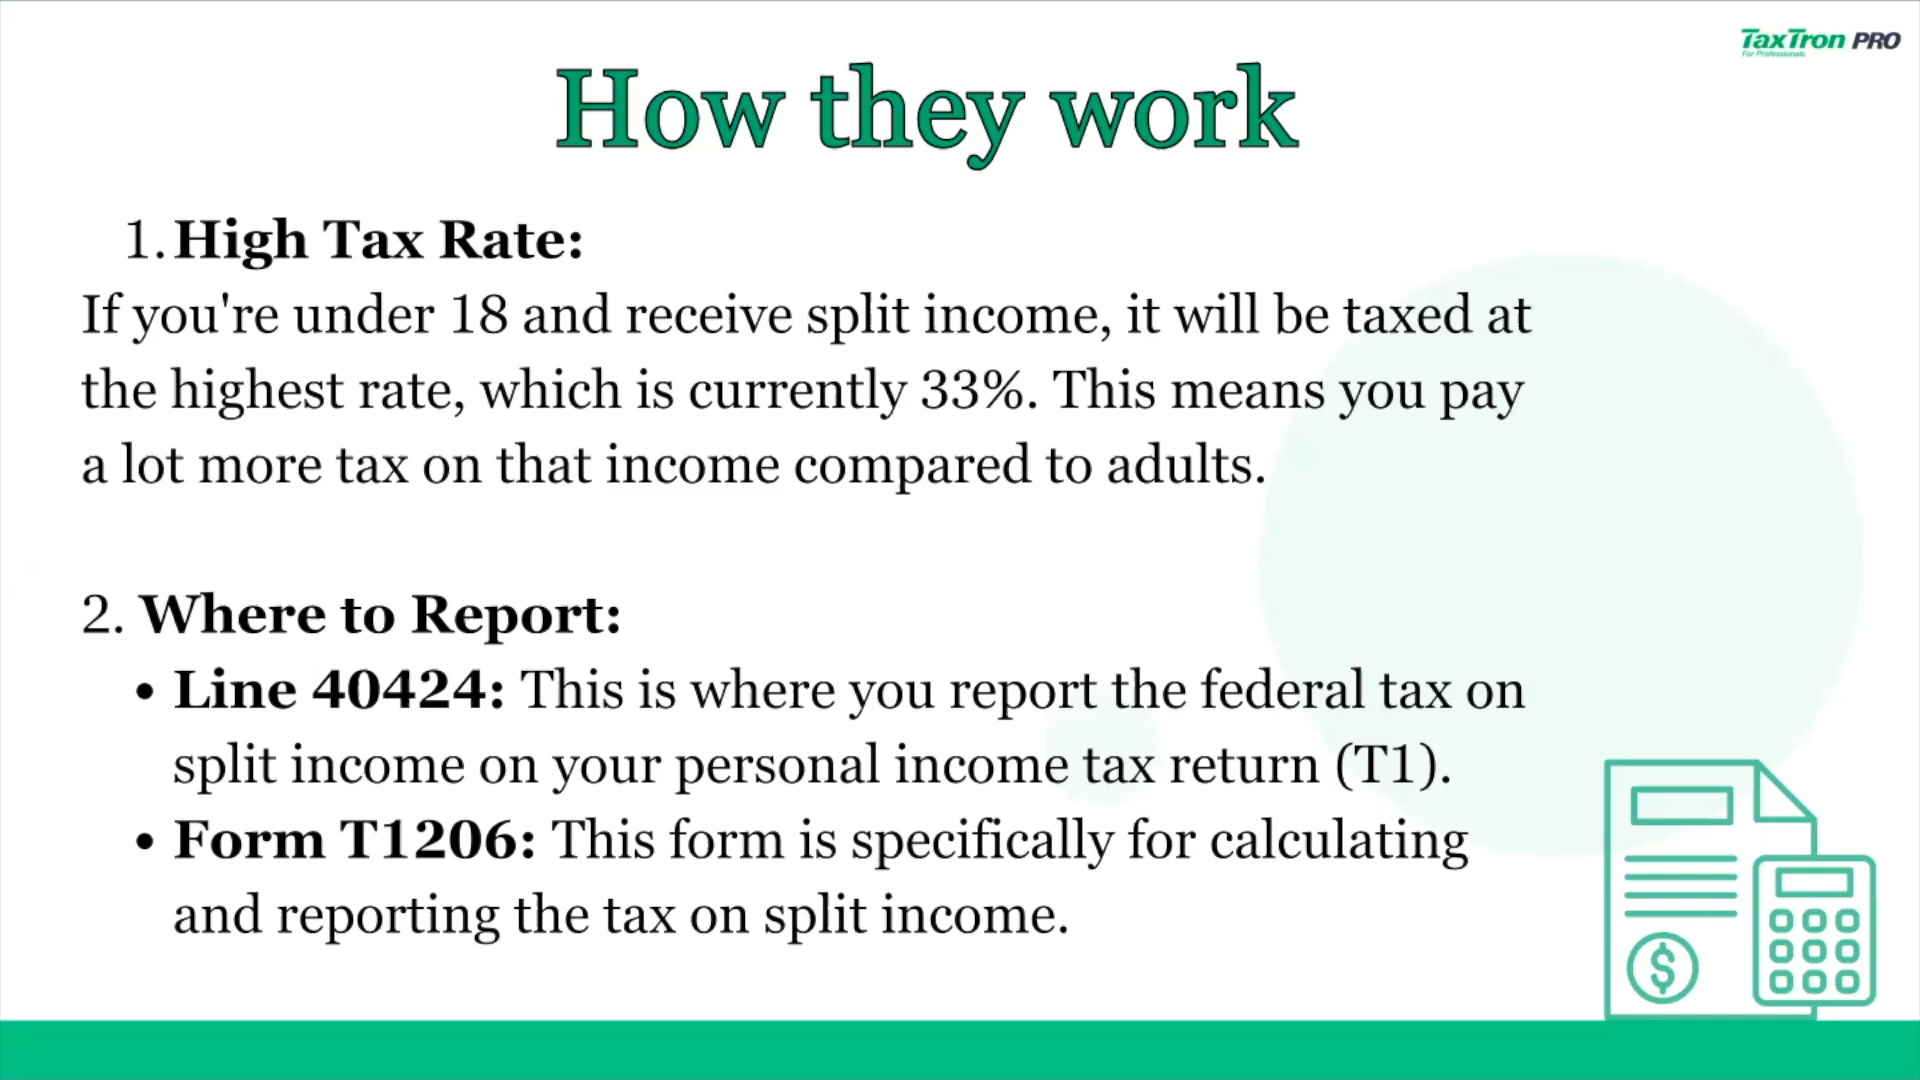 TaxTron PRO
For Professionals
How they work
1. High Tax Rate:
If you're under 18 and receive split income, it will be taxed at
the highest rate, which is currently 33%. This means you pay
a lot more tax on that income compared to adults.
2. Where to Report:
• Line 40424: This is where you report the federal tax on
split income on your personal income tax return (T1).
• Form T1206: This form is specifically for calculating
and reporting the tax on split income.
$